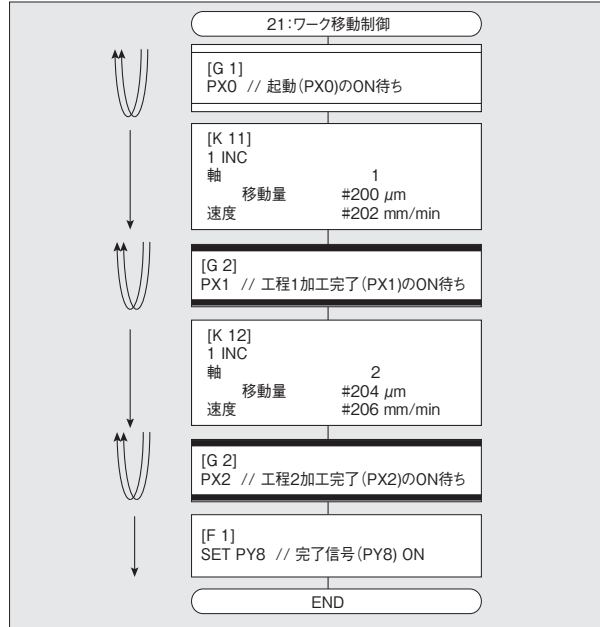 21：ワーク移動制御
[G 1]
PX0 // 起動（PX0）のON待ち
[K 11]
1 INC
軸 1
移動量 #200 μm
速度 #202 mm/min
[G 2]
PX1 // 工程1加工完了（PX1）のON待ち
[K 12]
1 INC
軸 2
移動量 #204 μm
速度 #206 mm/min
[G 2]
PX2 // 工程2加工完了（PX2）のON待ち
[F 1]
SET PY8 // 完了信号（PY8） ON
END